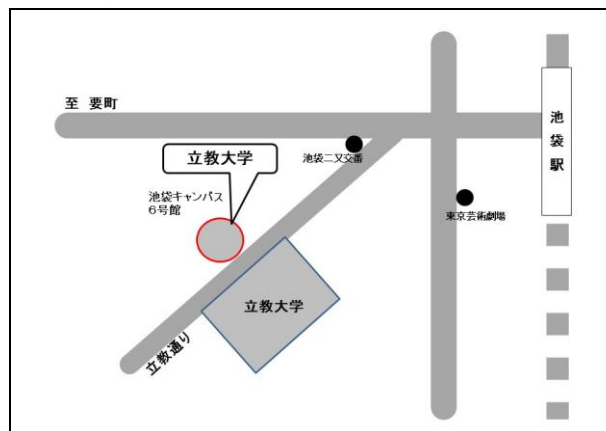 至 要町
立教大学
池袋二又交番
池袋駅
池袋キャンパス
6号館
東京芸術劇場
立教大学
立教通り